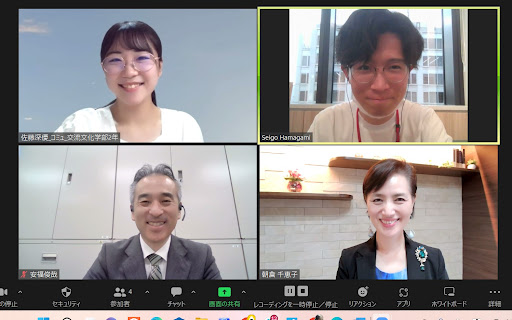 佐藤深優_コミュ_交流文化学部2年
Seigo Hamagami
安福俊哉
朝倉 千恵子
の停止
セキュリティ
4
参加者
チャット
画面の共有
レコーディングを一時停止/停止
リアクション
アプリ
ホワイトボード
詳細